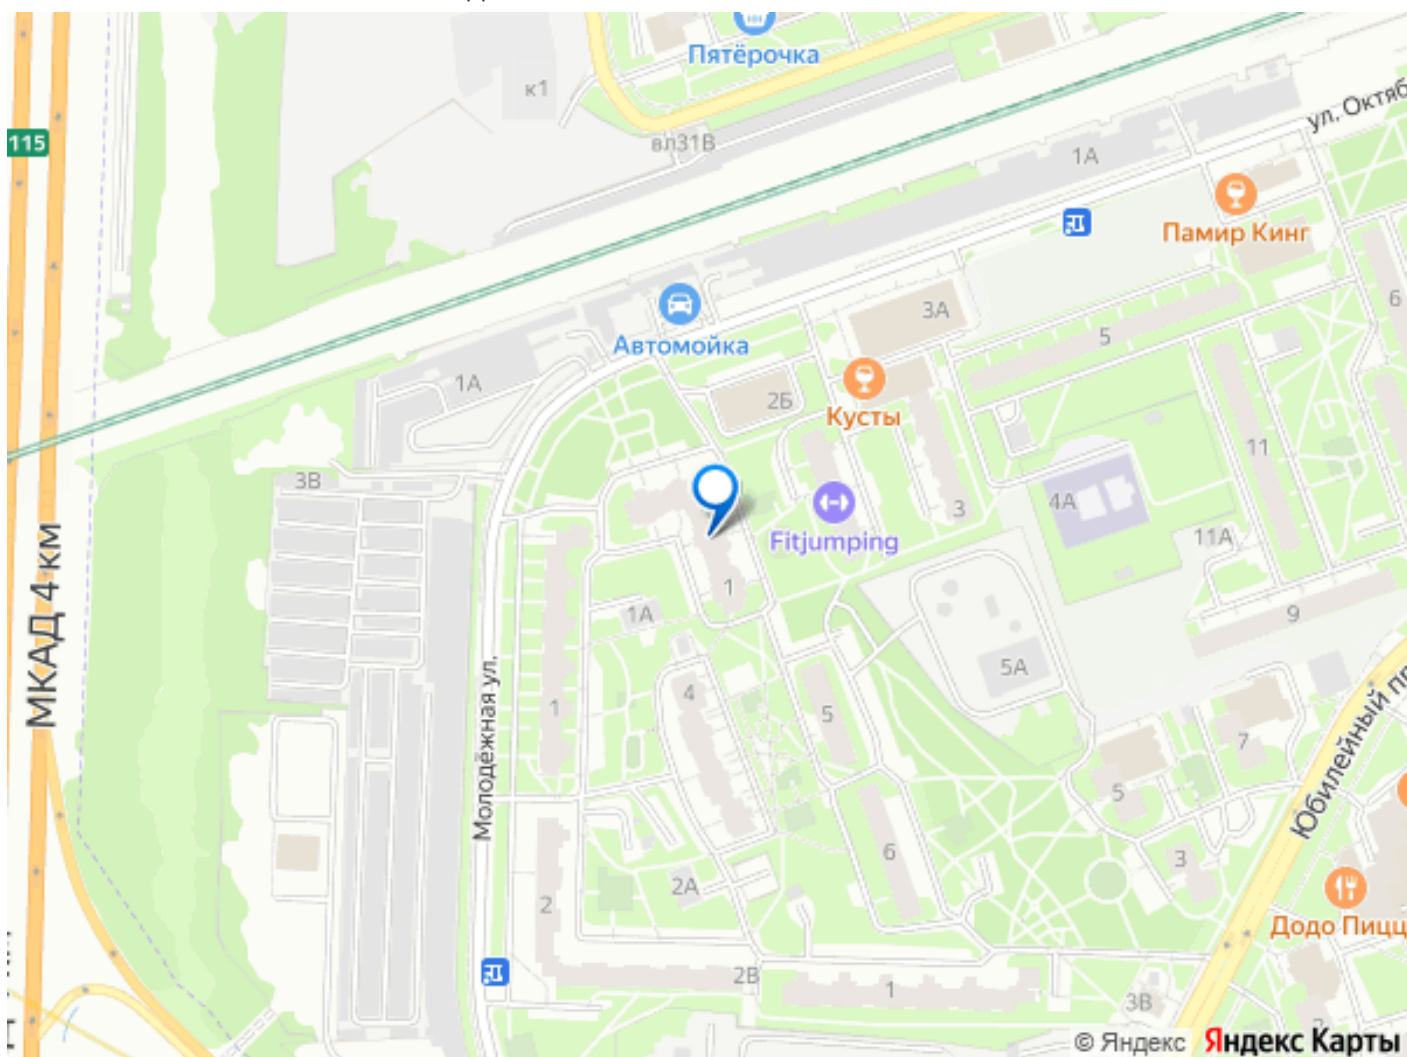 Пятёрочка
к1
ул. Октяб
115
вл31В
1А
Памир Кинг
3А
6
Автомойка
5
1А
2Б
Кусты
11
3В
4А
3
Fitjumping
11А
МКАД 4 км
1
1А
9
5А
4
Молодёжная ул.
1
5
7
Юбилейный пр
5
6
3
2А
2
Додо Пицц
2В
1
3В
© Яндекс
Яндекс Карты